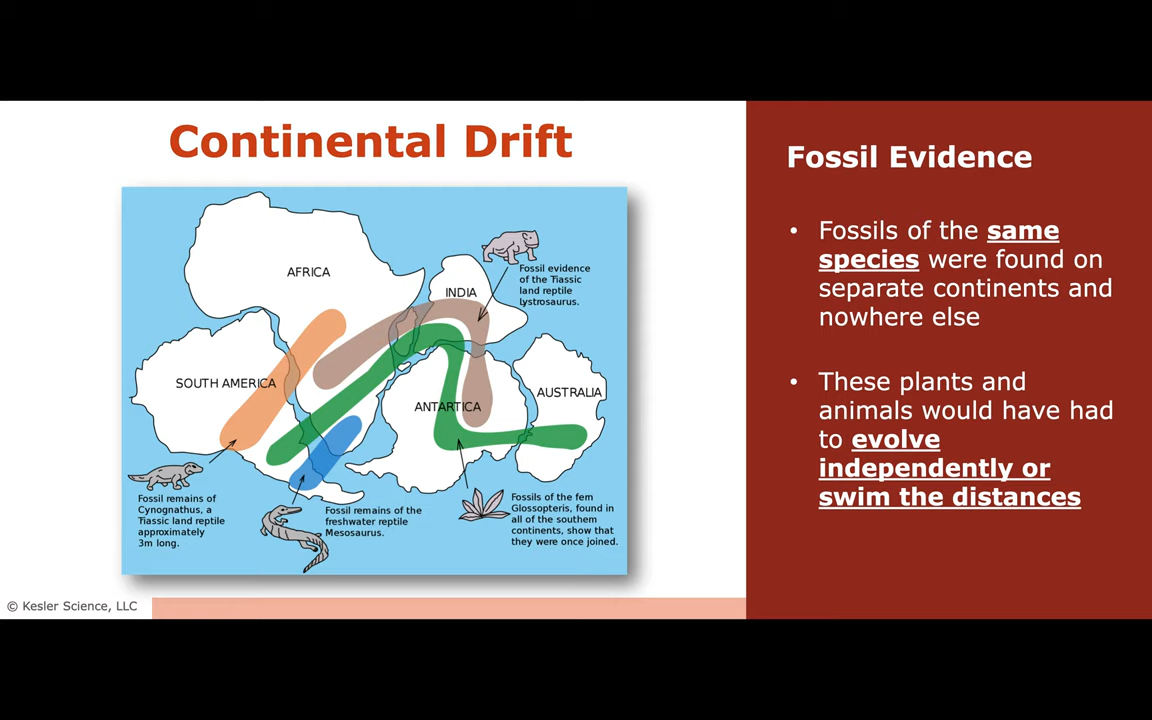 Continental Drift
AFRICA
INDIA
SOUTH AMERICA
ANTARTICA
AUSTRALIA
Fossil evidence
of the Tiassic
land reptile
Lystrosaurus.
Fossil remains of
Cynognathus, a
Tiassic land reptile
approximately
3m long.
Fossil remains of the
freshwater reptile
Mesosaurus.
Fossils of the fem
Glossopteris, found in
all of the southern
continents, show that
they were once joined.
© Kesler Science, LLC
Fossil Evidence
• Fossils of the same
species were found on
separate continents and
nowhere else
• These plants and
animals would have had
to evolve
independently or
swim the distances